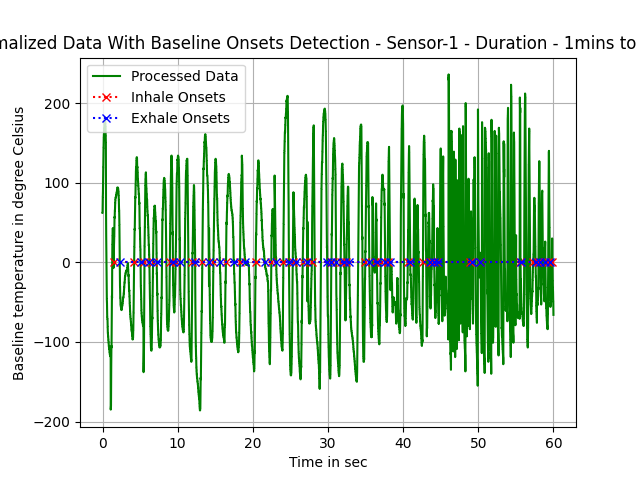 malized Data With Baseline Onsets Detection - Sensor-1 - Duration - 1mins to
Processed Data
Inhale Onsets
Exhale Onsets
Baseline temperature in degree Celsius
200
100
0
−100
−200
0 10 20 30 40 50 60
Time in sec